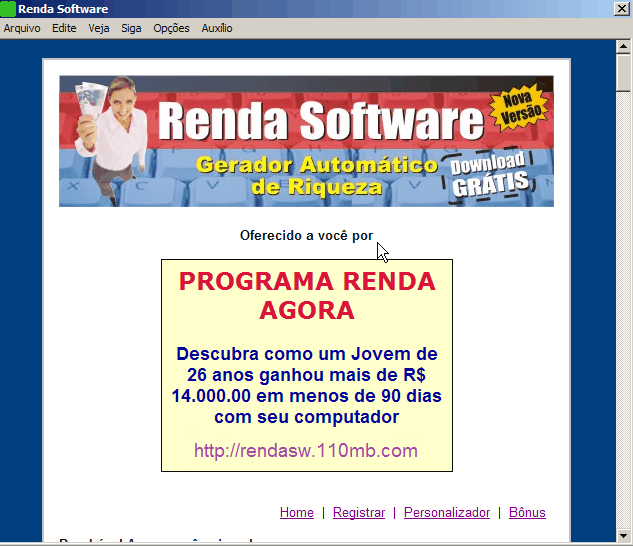 Renda Software
Arquivo Edite Veja Siga Opções Auxílio
Renda Software
Nova
Versão
Gerador Automático
de Riqueza
Download
GRÁTIS
Oferecido a você por
PROGRAMA RENDA
AGORA
Descubra como um Jovem de
26 anos ganhou mais de R$
14.000.00 em menos de 90 dias
com seu computador
http://rendasw.110mb.com
Home | Registrar | Personalizador | Bônus